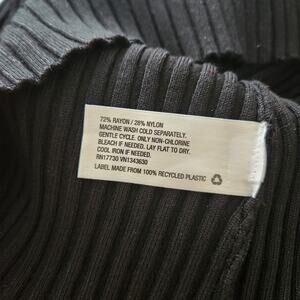 72% RAYON / 28% NYLON
MACHINE WASH COLD SEPARATELY.
GENTLE CYCLE. ONLY NON-CHLORINE
BLEACH IF NEEDED. LAY FLAT TO DRY.
COOL IRON IF NEEDED.
RN17730 VN1343630
LABEL MADE FROM 100% RECYCLED PLASTIC